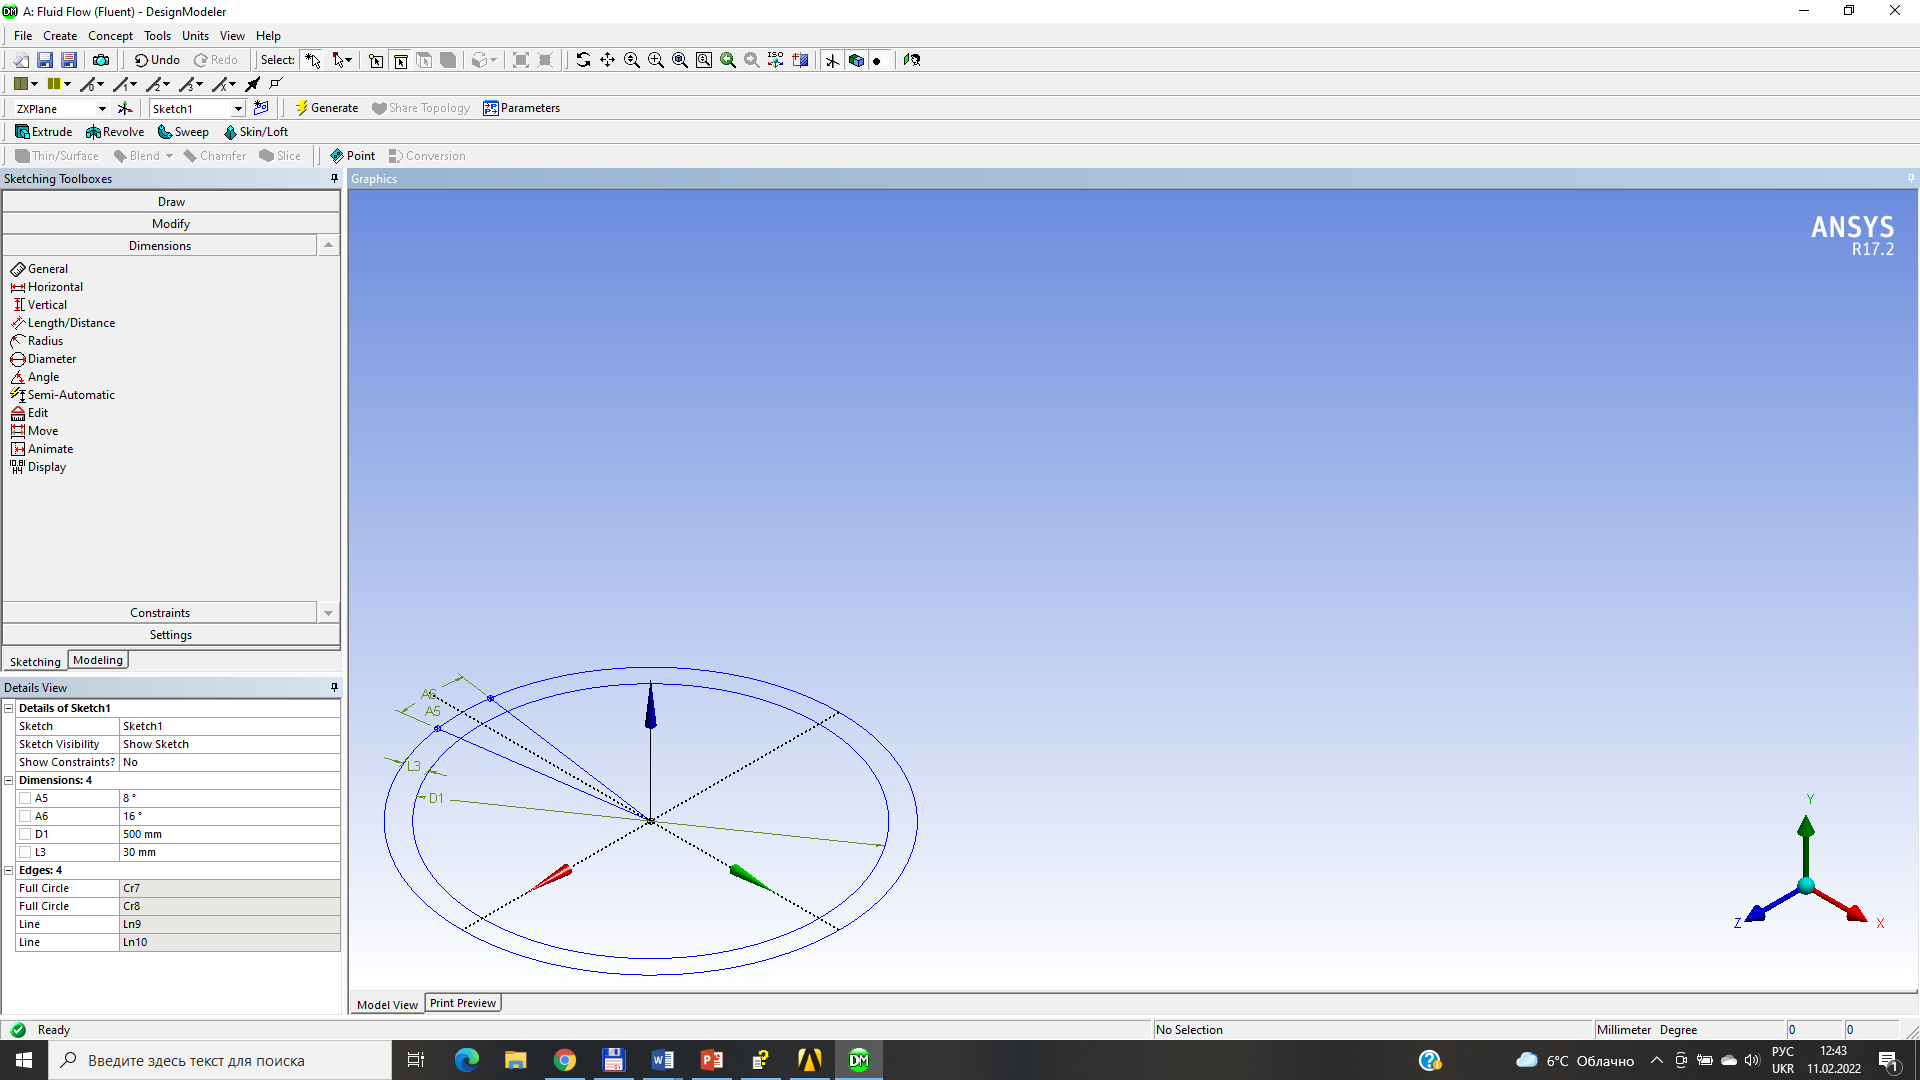 A: Fluid Flow (Fluent) - DesignModeler
File Create Concept Tools Units View Help
Undo Redo Select: ISO
ZXPlane Sketch1 Generate Share Topology Parameters
Extrude Revolve Sweep Skin/Loft
Thin/Surface Blend Chamfer Slice Point Conversion
Sketching Toolboxes
Draw
Modify
Dimensions
General
Horizontal
Vertical
Length/Distance
Radius
Diameter
Angle
Semi-Automatic
Edit
Move
Animate
Display
Constraints
Settings
Sketching Modeling
Details View
Details of Sketch1
Sketch Sketch1
Sketch Visibility Show Sketch
Show Constraints? No
Dimensions: 4
A5 8 °
A6 16 °
D1 500 mm
L3 30 mm
Edges: 4
Full Circle Cr7
Full Circle Cr8
Line Ln9
Line Ln10
Graphics
ANSYS
R17.2
A6
A5
L3
D1
Y
Z
X
Model View Print Preview
Ready No Selection Millimeter Degree 0 0
Введите здесь текст для поиска
6°C Облачно
РУС
UKR
12:43
11.02.2022
1